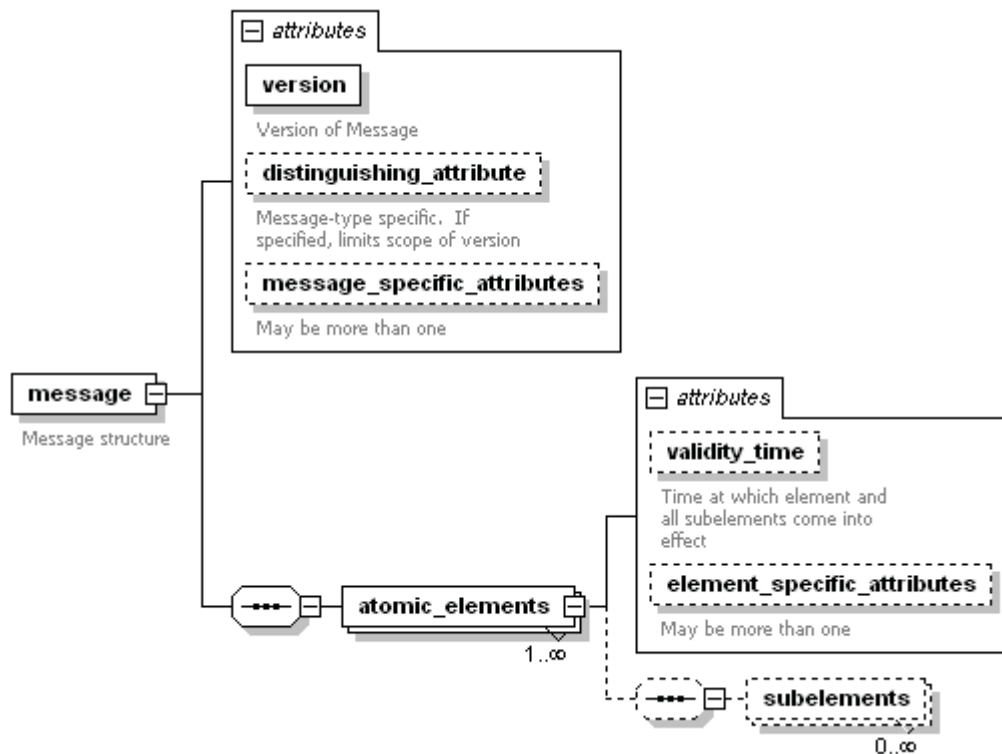 attributes
version
Version of Message
distinguishing_attribute
Message-type specific. If
specified, limits scope of version
message_specific_attributes
May be more than one
message
Message structure
attributes
validity_time
Time at which element and
all subelements come into
effect
element_specific_attributes
May be more than one
atomic_elements
1..∞
subelements
0..∞